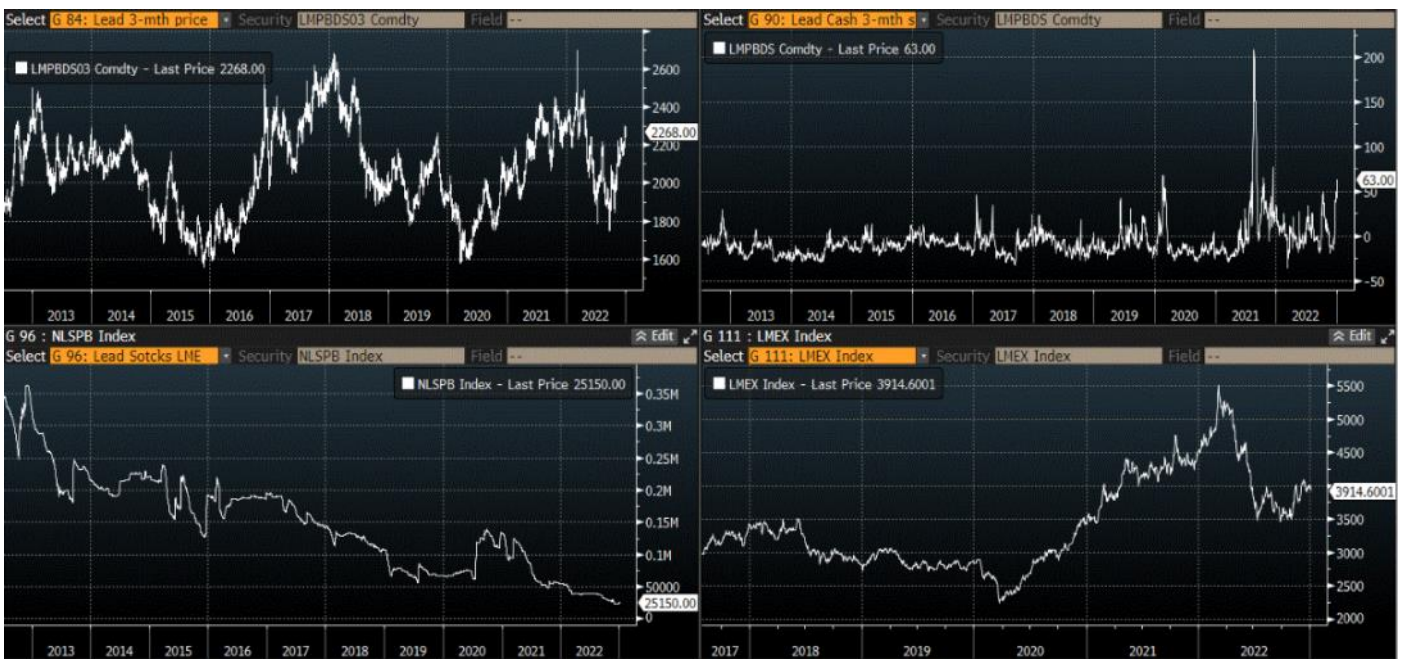 Select G 84: Lead 3-mth price Security LMPBDS03 Comdty Field --
LMPBDS03 Comdty - Last Price 2268.00
2600
2400
2268.00
2200
2000
1800
1600
2013 2014 2015 2016 2017 2018 2019 2020 2021 2022
Select G 90: Lead Cash 3-mth s Security LMPBDS Comdty Field --
LMPBDS Comdty - Last Price 63.00
200
150
100
63.00
50
0
-50
2013 2014 2015 2016 2017 2018 2019 2020 2021 2022
G 96 : NLSPB Index Edit
Select G 96: Lead Sotcks LME Security NLSPB Index Field --
NLSPB Index - Last Price 25150.00
0.35M
0.3M
0.25M
0.2M
0.15M
0.1M
50000
25150.00
0
2013 2014 2015 2016 2017 2018 2019 2020 2021 2022
G 111 : LMEX Index Edit
Select G 111: LMEX Index Security LMEX Index Field --
LMEX Index - Last Price 3914.6001
5500
5000
4500
3914.6001
3500
3000
2500
2000
2017 2018 2019 2020 2021 2022